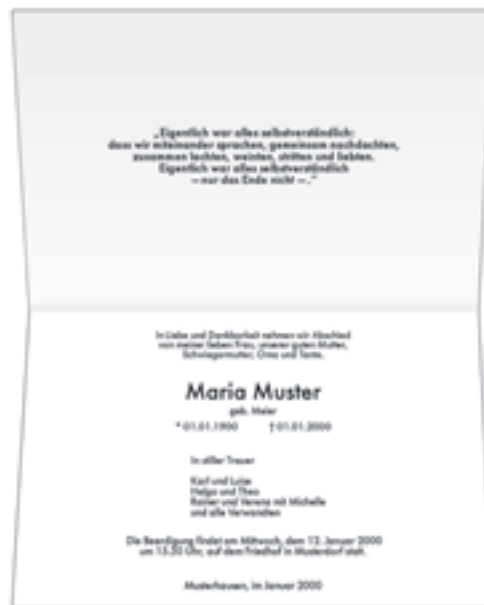 „Eigentlich war alles selbstverständlich:
dass wir miteinander sprachen, gemeinsam nachdachten,
zusammen lachten, weinten, stritten und liebten.
Eigentlich war alles selbstverständlich
– nur das Ende nicht –.“
In Liebe und Dankbarkeit nehmen wir Abschied
von meiner lieben Frau, unserer guten Mutter,
Schwiegermutter, Oma und Tante.
Maria Muster
geb. Meier
* 01.01.1900 † 01.01.2000
In stiller Trauer
Karl und Luise
Helga und Theo
Rainer und Verena mit Michelle
und alle Verwandten
Die Beerdigung findet am Mittwoch, dem 12. Januar 2000
um 15.30 Uhr, auf dem Friedhof in Musterdorf statt.
Musterhausen, im Januar 2000